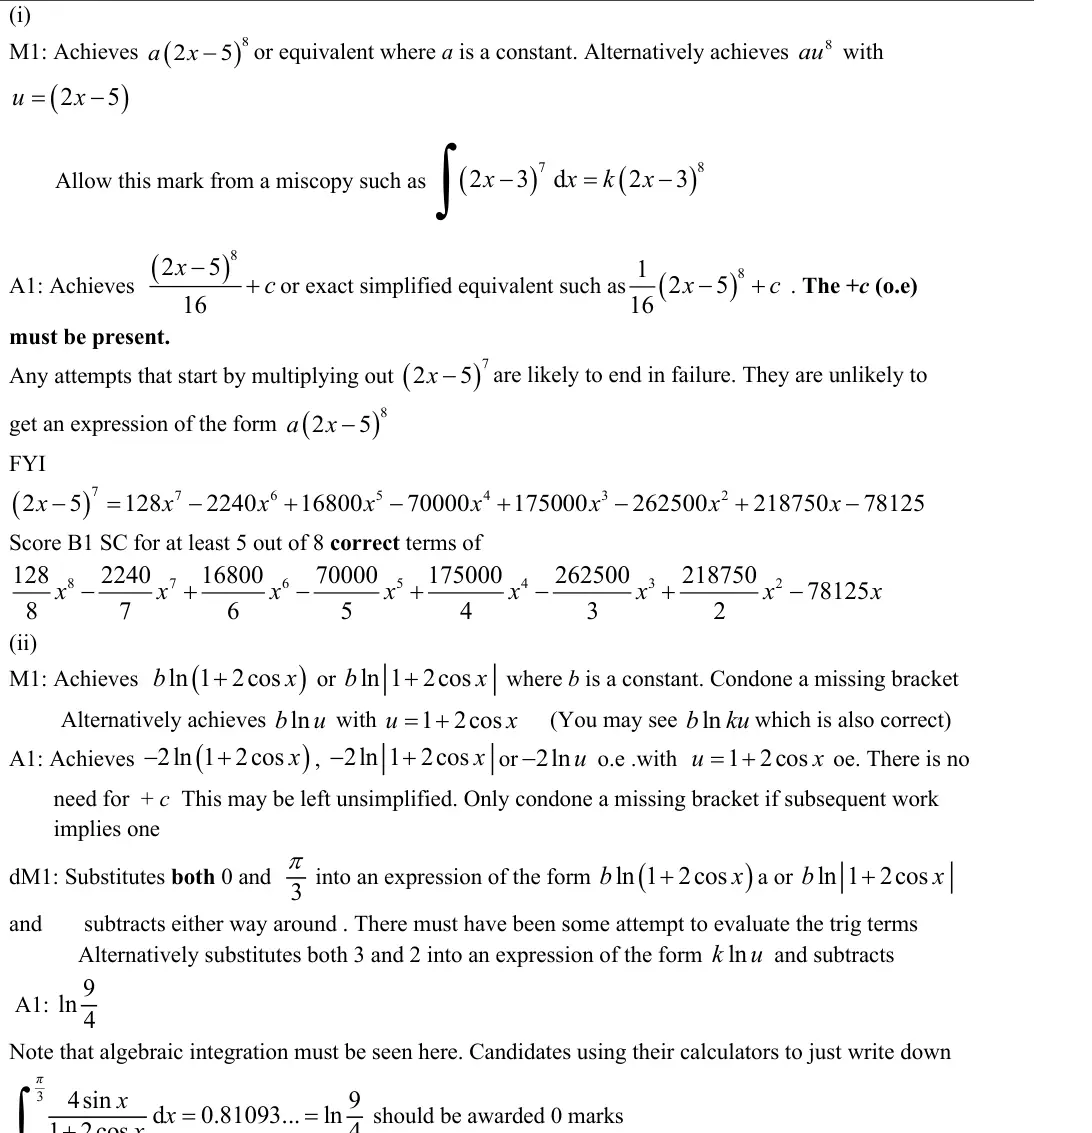 (i)
M1: Achieves a(2x − 5)^8 or equivalent where a is a constant. Alternatively achieves au^8 with
u = (2x − 5)
Allow this mark from a miscopy such as ∫(2x − 3)^7 dx = k(2x − 3)^8
A1: Achieves (2x − 5)^8/16 + c or exact simplified equivalent such as 1/16 (2x − 5)^8 + c . The +c (o.e)
must be present.
Any attempts that start by multiplying out (2x − 5)^7 are likely to end in failure. They are unlikely to
get an expression of the form a(2x − 5)^8
FYI
(2x − 5)^7 = 128x^7 − 2240x^6 + 16800x^5 − 70000x^4 + 175000x^3 − 262500x^2 + 218750x − 78125
Score B1 SC for at least 5 out of 8 correct terms of
128/8 x^8 − 2240/7 x^7 + 16800/6 x^6 − 70000/5 x^5 + 175000/4 x^4 − 262500/3 x^3 + 218750/2 x^2 − 78125x
(ii)
M1: Achieves b ln(1 + 2cos x) or b ln|1 + 2cos x| where b is a constant. Condone a missing bracket
Alternatively achieves b ln u with u = 1 + 2cos x (You may see b ln ku which is also correct)
A1: Achieves −2ln(1 + 2cos x), −2ln|1 + 2cos x| or −2ln u o.e .with u = 1 + 2cos x oe. There is no
need for + c This may be left unsimplified. Only condone a missing bracket if subsequent work
implies one
dM1: Substitutes both 0 and π/3 into an expression of the form b ln(1 + 2cos x) a or b ln|1 + 2cos x|
and subtracts either way around . There must have been some attempt to evaluate the trig terms
Alternatively substitutes both 3 and 2 into an expression of the form k ln u and subtracts
A1: ln 9/4
Note that algebraic integration must be seen here. Candidates using their calculators to just write down
∫^(π/3) 4sin x/(1 + 2cos x) dx = 0.81093... = ln 9/4 should be awarded 0 marks